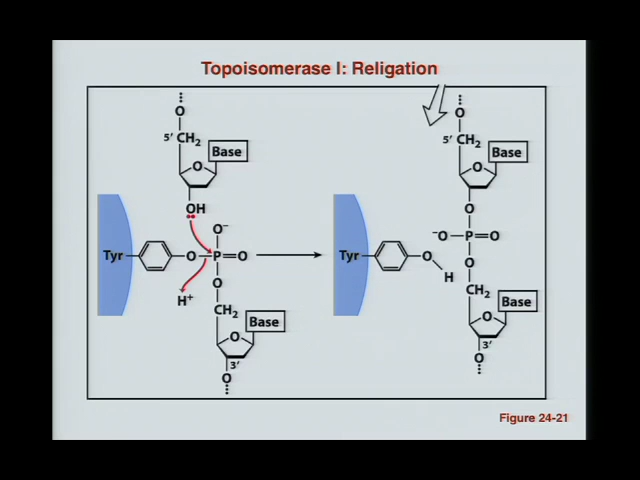 Topoisomerase I: Religation
O
5′ CH₂
Base
O
OH
O⁻
Tyr
O
P
O
H⁺
O
CH₂
Base
O
3′
O
O
5′ CH₂
Base
O
O
⁻O
P
O
Tyr
O
H
O
CH₂
Base
O
3′
O
Figure 24-21